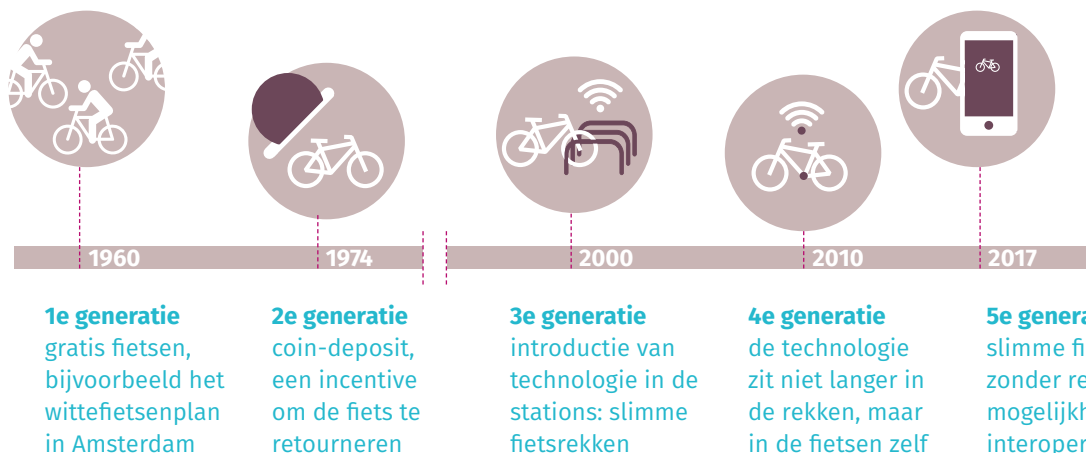 1960
1974
2000
2010
2017
1e generatie
gratis fietsen,
bijvoorbeeld het
wittefietsenplan
in Amsterdam
2e generatie
coin-deposit,
een incentive
om de fiets te
retourneren
3e generatie
introductie van
technologie in de
stations: slimme
fietsrekken
4e generatie
de technologie
zit niet langer in
de rekken, maar
in de fietsen zelf
5e
slimme
zonder